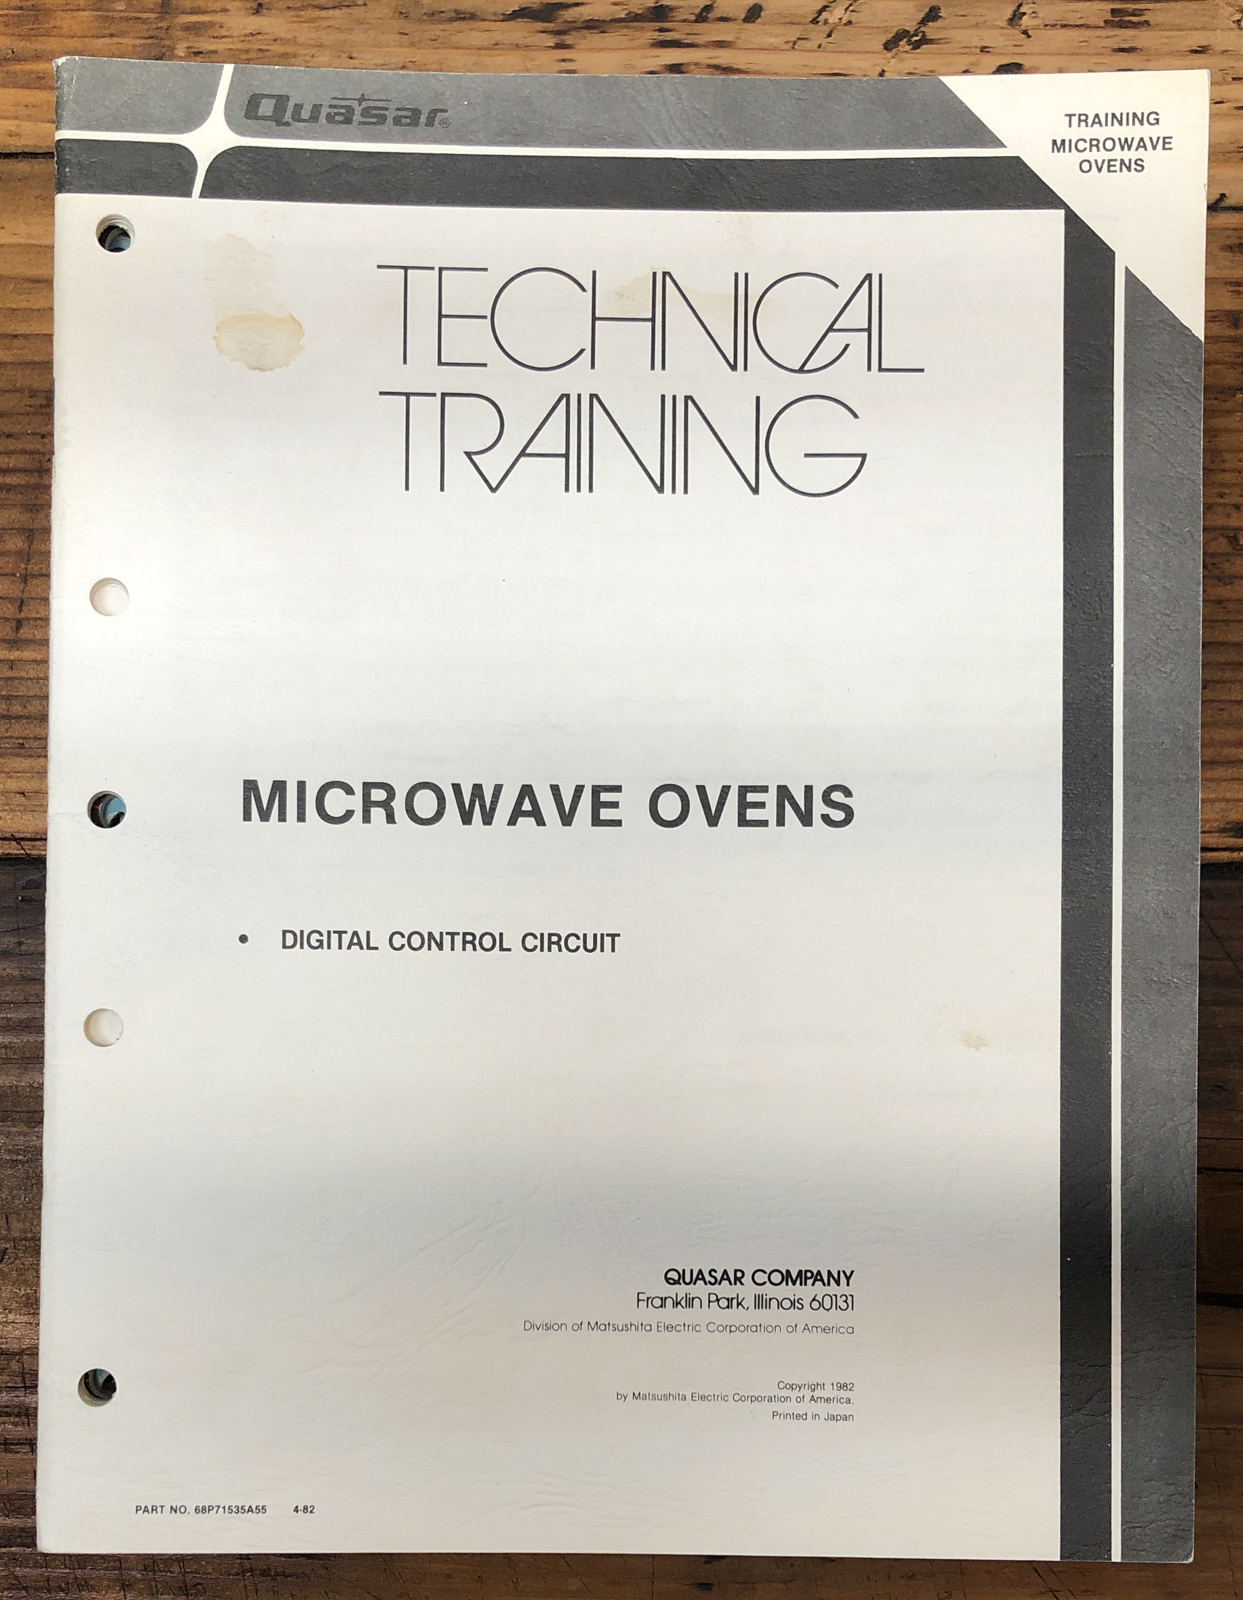 Quasar®
TRAINING
MICROWAVE
OVENS
TECHNICAL
TRAINING
MICROWAVE OVENS
• DIGITAL CONTROL CIRCUIT
QUASAR COMPANY
Franklin Park, Illinois 60131
Division of Matsushita Electric Corporation of America
Copyright 1982
by Matsushita Electric Corporation of America.
Printed in Japan
PART NO. 68P71535A55 4-82